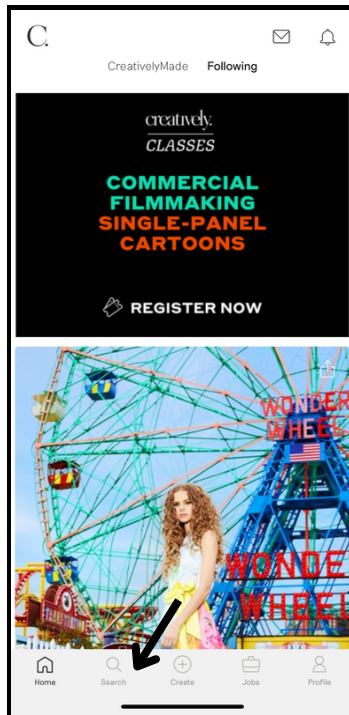 C.
CreativelyMade Following
creatively.
CLASSES
COMMERCIAL
FILMMAKING
SINGLE-PANEL
CARTOONS
REGISTER NOW
WONDER
WHEEL
WONDE
WHEEL
Home Search Create Jobs Profile